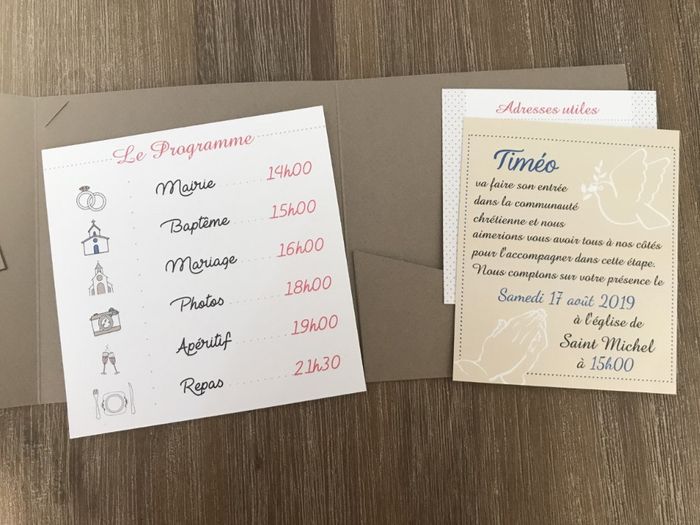 Le Programme
Mairie 14h00
Baptême 15h00
Mariage 16h00
Photos 18h00
Apéritif 19h00
Repas 21h30
Adresses utiles
Timéo
va faire son entrée
dans la communauté
chrétienne et nous
aimerions vous avoir tous à nos côtés
pour l'accompagner dans cette étape.
Nous comptons sur votre présence le
Samedi 17 août 2019
à l'église de
Saint Michel
à 15h00